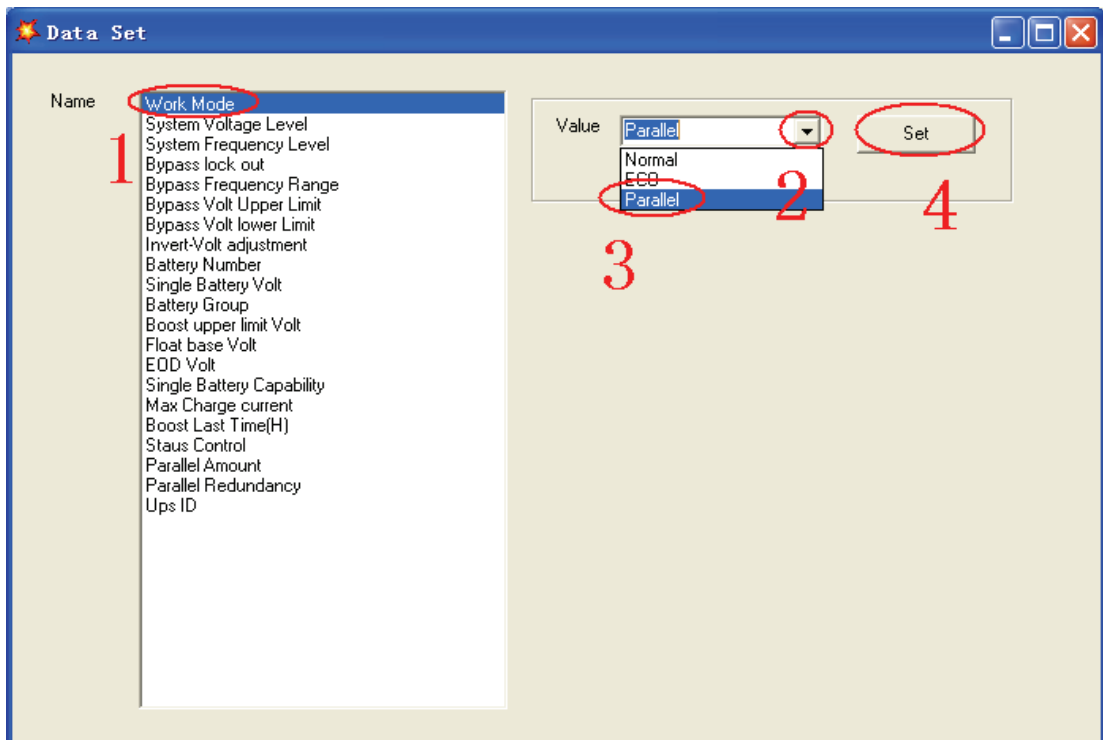 Data Set
Name
Work Mode
System Voltage Level
System Frequency Level
Bypass lock out
Bypass Frequency Range
Bypass Volt Upper Limit
Bypass Volt lower Limit
Invert-Volt adjustment
Battery Number
Single Battery Volt
Battery Group
Boost upper limit Volt
Float base Volt
EOD Volt
Single Battery Capability
Max Charge current
Boost Last Time(H)
Staus Control
Parallel Amount
Parallel Redundancy
Ups ID
1
Value
Parallel
Normal
ECO
Parallel
Set
2
3
4